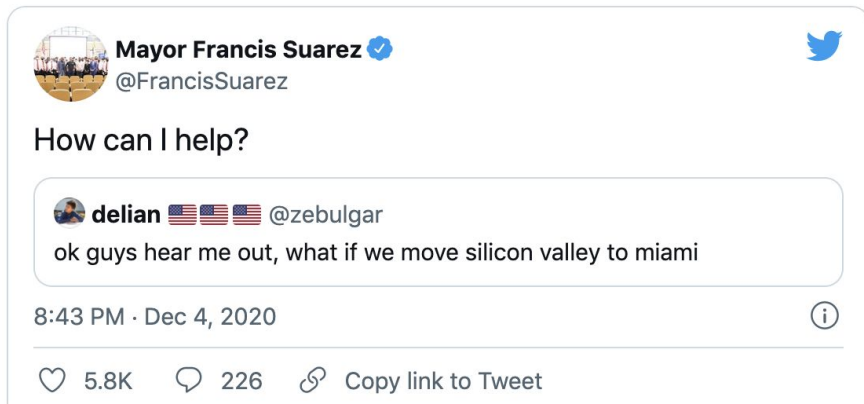 Mayor Francis Suarez
@FrancisSuarez
How can I help?
delian 🇺🇸🇺🇸🇺🇸 @zebulgar
ok guys hear me out, what if we move silicon valley to miami
8:43 PM · Dec 4, 2020
5.8K 226 Copy link to Tweet